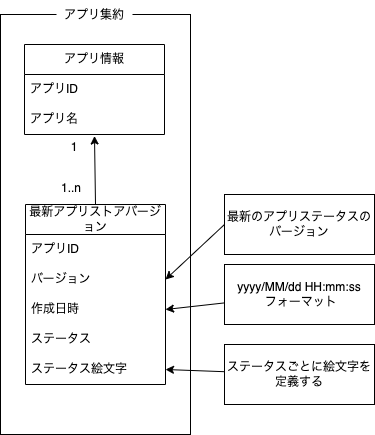 アプリ集約
アプリ情報
アプリID
アプリ名
1
1..n
最新アプリストアバージ
ョン
アプリID
バージョン
作成日時
ステータス
ステータス絵文字
最新のアプリステータスの
バージョン
yyyy/MM/dd HH:mm:ss
フォーマット
ステータスごとに絵文字を
定義する